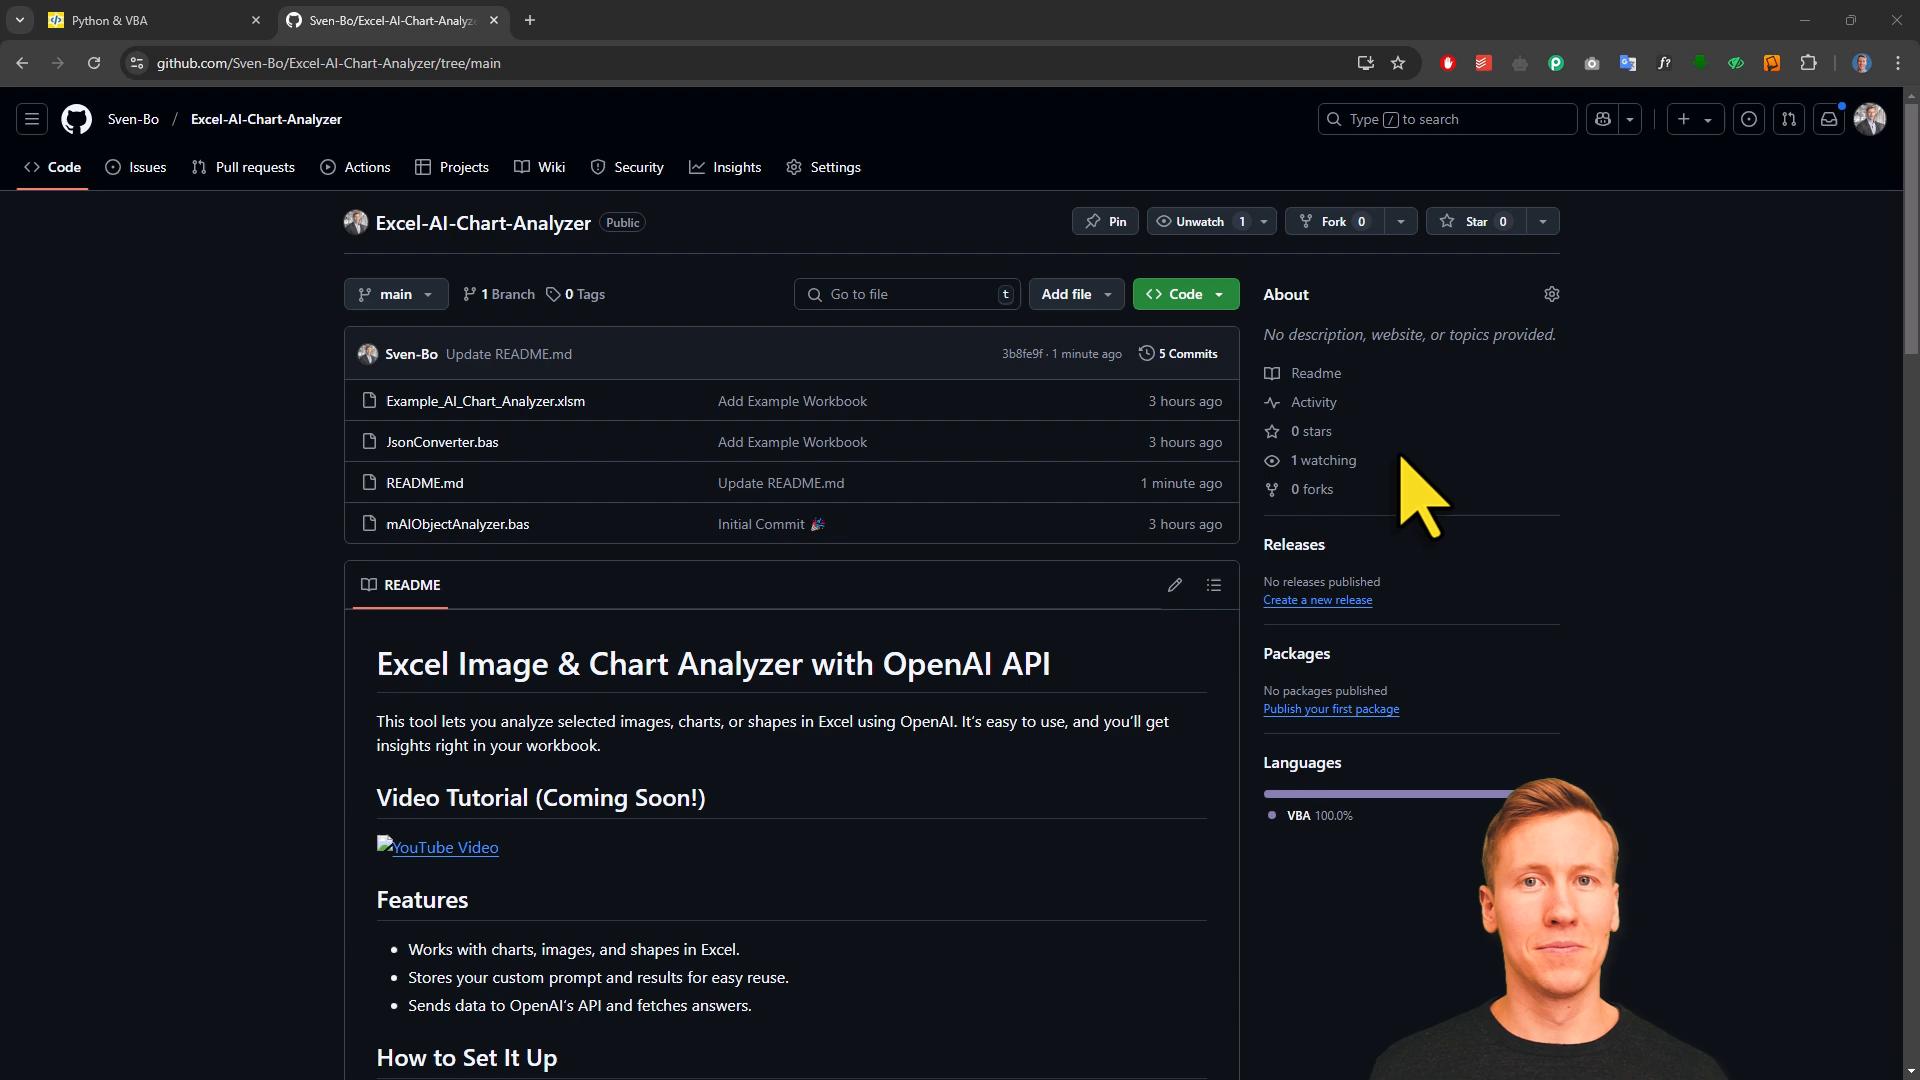 Python & VBA
Sven-Bo/Excel-AI-Chart-Analyz
github.com/Sven-Bo/Excel-AI-Chart-Analyzer/tree/main
Sven-Bo / Excel-AI-Chart-Analyzer
Type / to search
Code Issues Pull requests Actions Projects Wiki Security Insights Settings
Excel-AI-Chart-Analyzer Public
Pin Unwatch 1 Fork 0 Star 0
main 1 Branch 0 Tags Go to file t Add file Code
Sven-Bo Update README.md 3b8fe9f · 1 minute ago 5 Commits
Example_AI_Chart_Analyzer.xlsm Add Example Workbook 3 hours ago
JsonConverter.bas Add Example Workbook 3 hours ago
README.md Update README.md 1 minute ago
mAIObjectAnalyzer.bas Initial Commit 🎉 3 hours ago
README
Excel Image & Chart Analyzer with OpenAI API
This tool lets you analyze selected images, charts, or shapes in Excel using OpenAI. It's easy to use, and you'll get
insights right in your workbook.
Video Tutorial (Coming Soon!)
YouTube Video
Features
• Works with charts, images, and shapes in Excel.
• Stores your custom prompt and results for easy reuse.
• Sends data to OpenAI's API and fetches answers.
How to Set It Up
About
No description, website, or topics provided.
Readme
Activity
0 stars
1 watching
0 forks
Releases
No releases published
Create a new release
Packages
No packages published
Publish your first package
Languages
VBA 100.0%